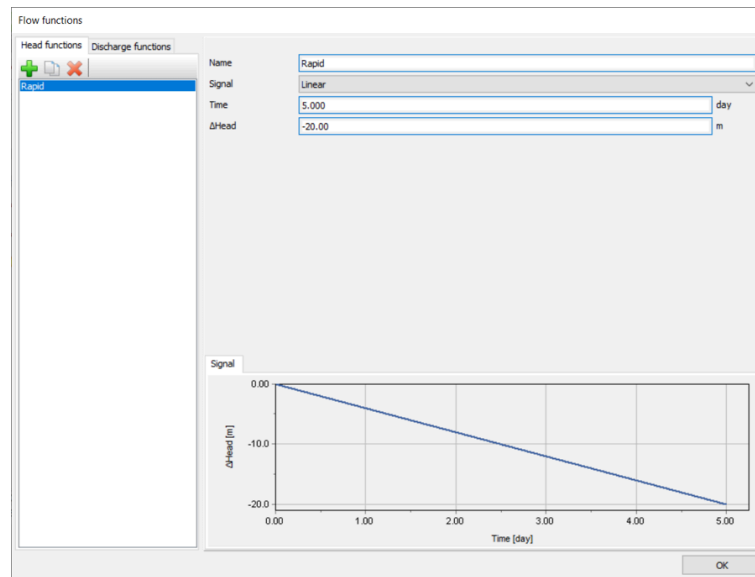 Flow functions
Head functions Discharge functions
Rapid
Name Rapid
Signal Linear
Time 5.000 day
ΔHead -20.00 m
Signal
0.00
-10.0
-20.0
ΔHead [m]
0.00 1.00 2.00 3.00 4.00 5.00
Time [day]
OK